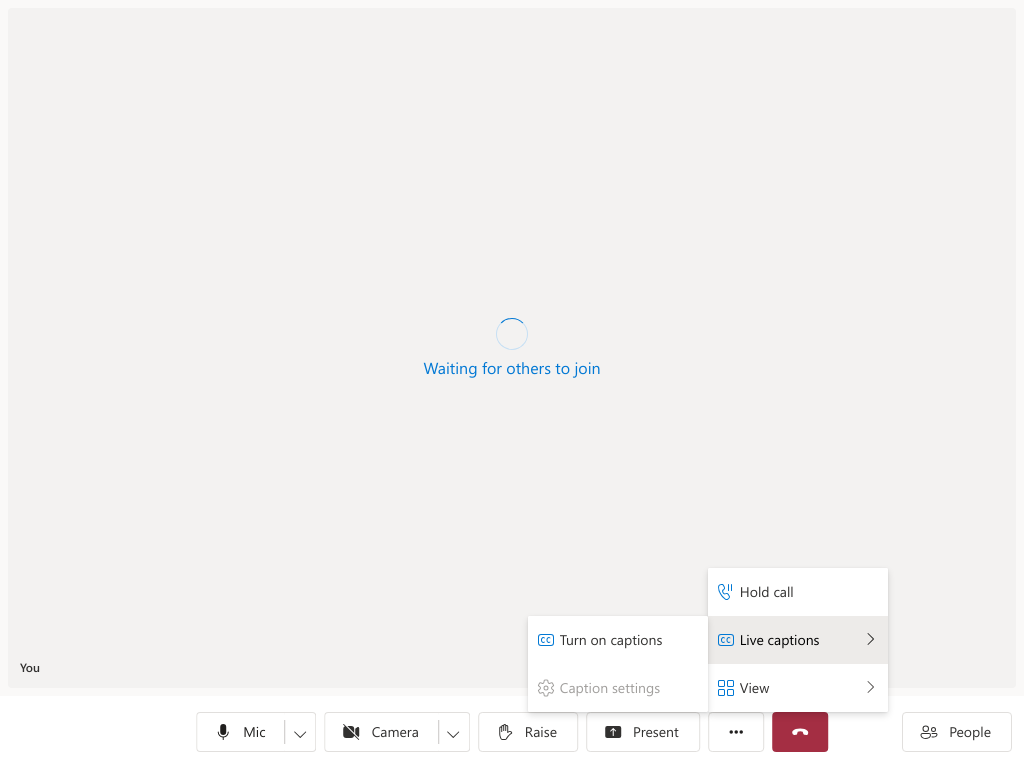 Waiting for others to join
Hold call
Turn on captions
Live captions
You
Caption settings
View
Mic
Camera
Raise
Present
People